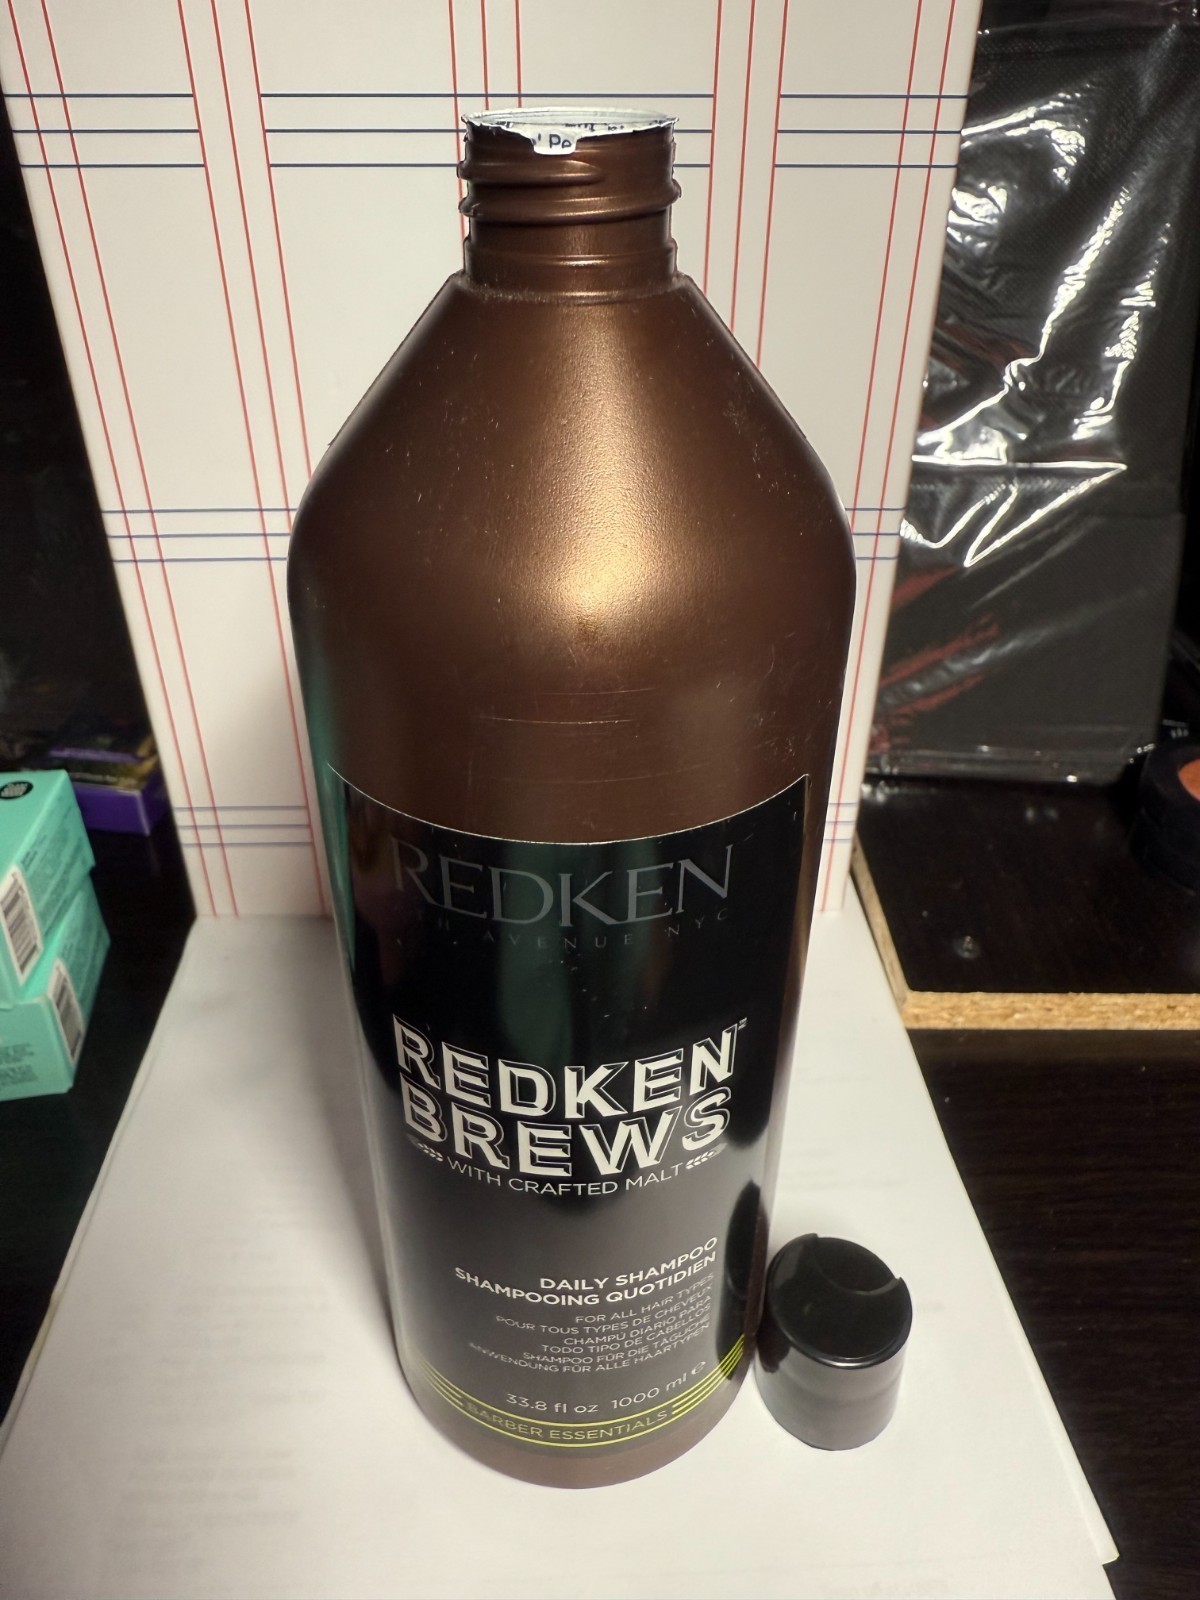 Pe
REDKEN
AVENUE NYC
REDKEN
BREWS
WITH CRAFTED MALT
DAILY SHAMPOO
SHAMPOOING QUOTIDIEN
FOR ALL HAIR TYPES
POUR TOUS TYPES DE CHEVEUX
CHAMPÚ DIARIO PARA
TODO TIPO DE CABELLOS
SHAMPOO FÜR DIE TÄGLICHE
ANWENDUNG FÜR ALLE HAARTYPEN
33.8 fl oz 1000 ml ℮
BARBER ESSENTIALS